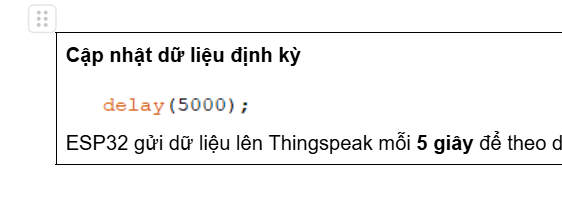 Cập nhật dữ liệu định kỳ
delay(5000);
ESP32 gửi dữ liệu lên Thingspeak mỗi 5 giây để theo